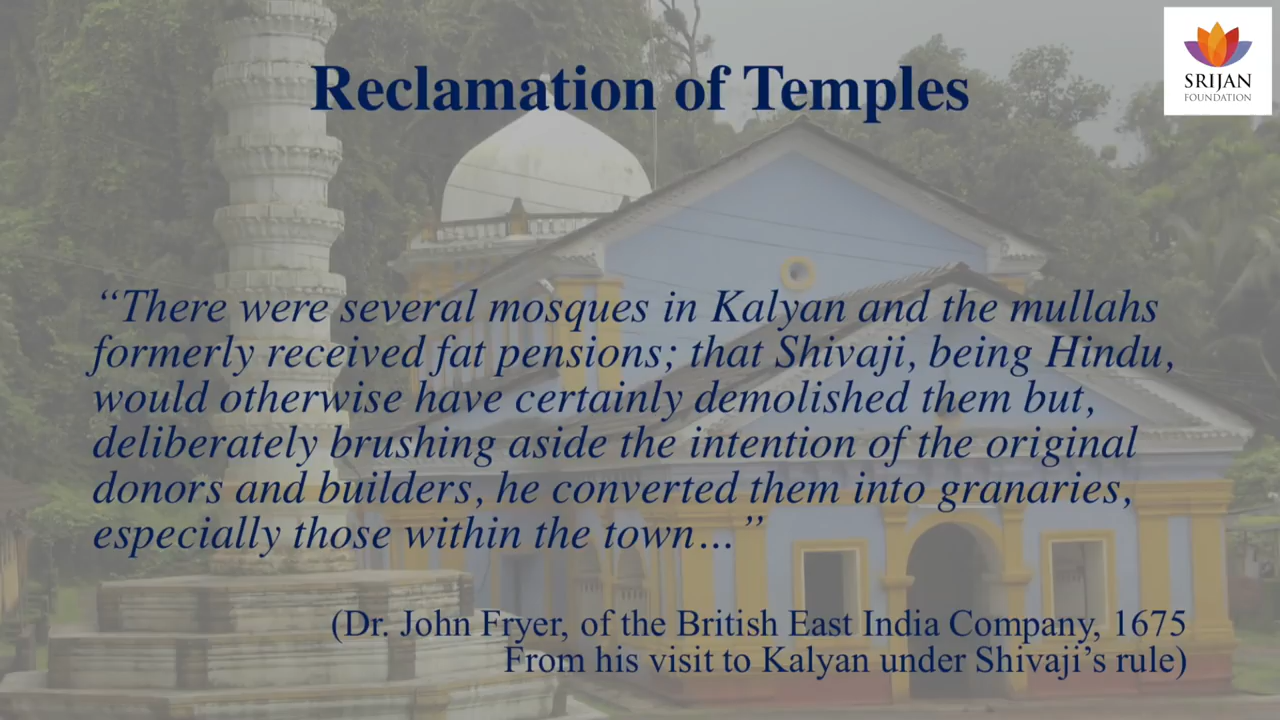 Reclamation of Temples
SRIJAN
FOUNDATION
“There were several mosques in Kalyan and the mullahs
formerly received fat pensions; that Shivaji, being Hindu,
would otherwise have certainly demolished them but,
deliberately brushing aside the intention of the original
donors and builders, he converted them into granaries,
especially those within the town…”
(Dr. John Fryer, of the British East India Company, 1675
From his visit to Kalyan under Shivaji’s rule)